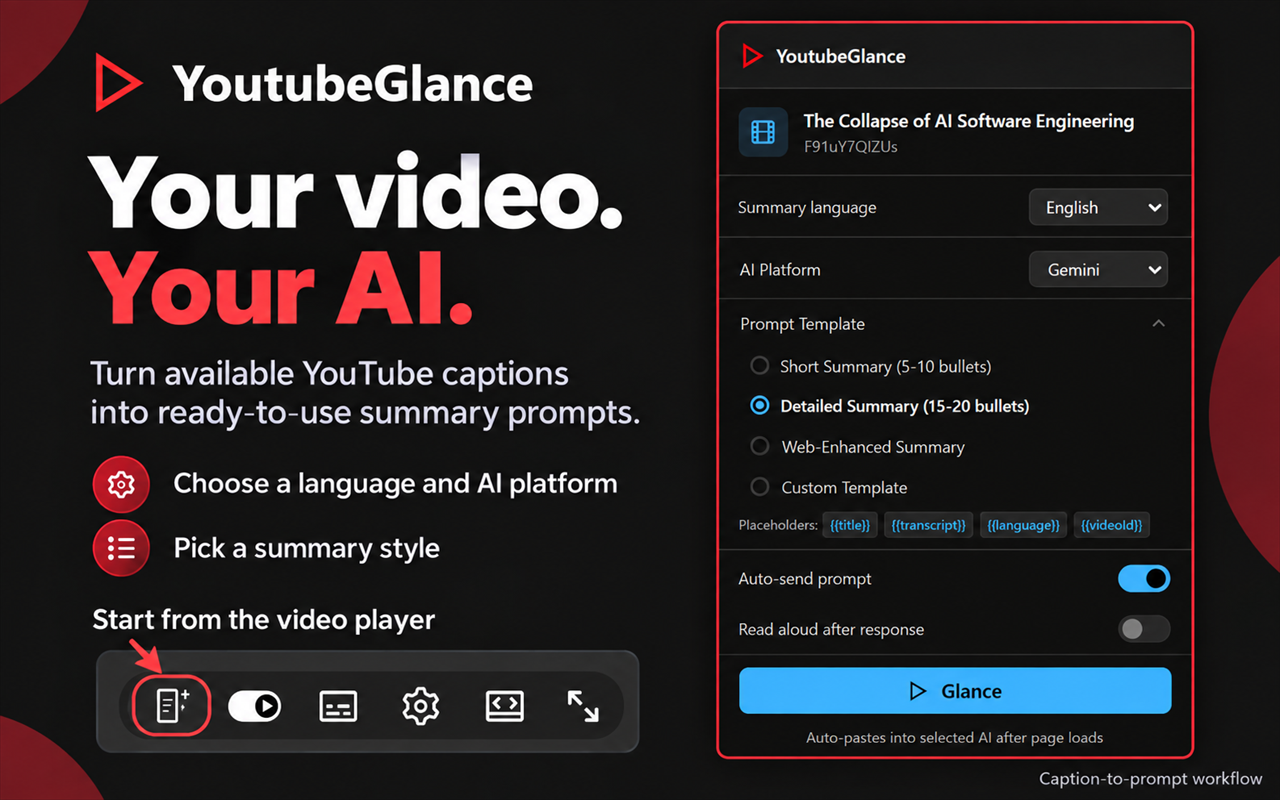 YoutubeGlance
Your video.
Your AI.
Turn available YouTube captions
into ready-to-use summary prompts.
Choose a language and AI platform
Pick a summary style
Start from the video player
YoutubeGlance
The Collapse of AI Software Engineering
F91uY7QIZUs
Summary language
English
AI Platform
Gemini
Prompt Template
Short Summary (5-10 bullets)
Detailed Summary (15-20 bullets)
Web-Enhanced Summary
Custom Template
Placeholders: {{title}} {{transcript}} {{language}} {{videoId}}
Auto-send prompt
Read aloud after response
Glance
Auto-pastes into selected AI after page loads
Caption-to-prompt workflow